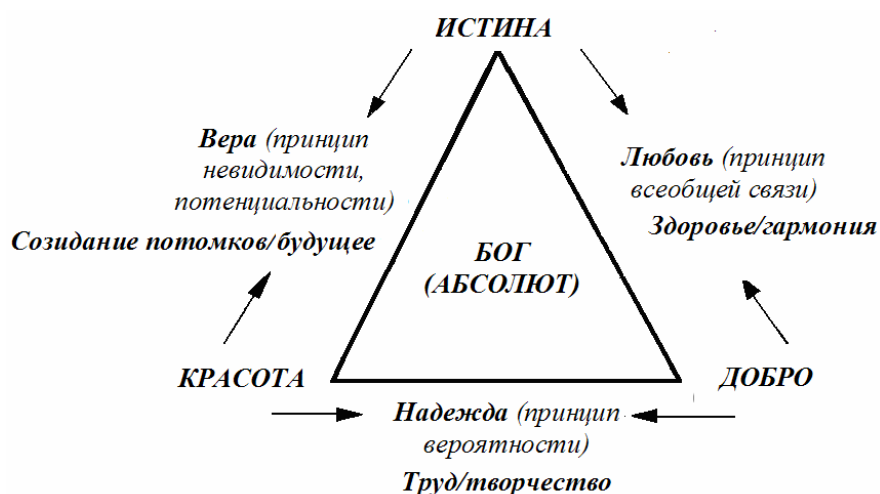 ИСТИНА
Вера (принцип
невидимости,
потенциальности)
Созидание потомков/будущее
Любовь (принцип
всеобщей связи)
Здоровье/гармония
БОГ
(АБСОЛЮТ)
КРАСОТА
ДОБРО
Надежда (принцип
вероятности)
Труд/творчество